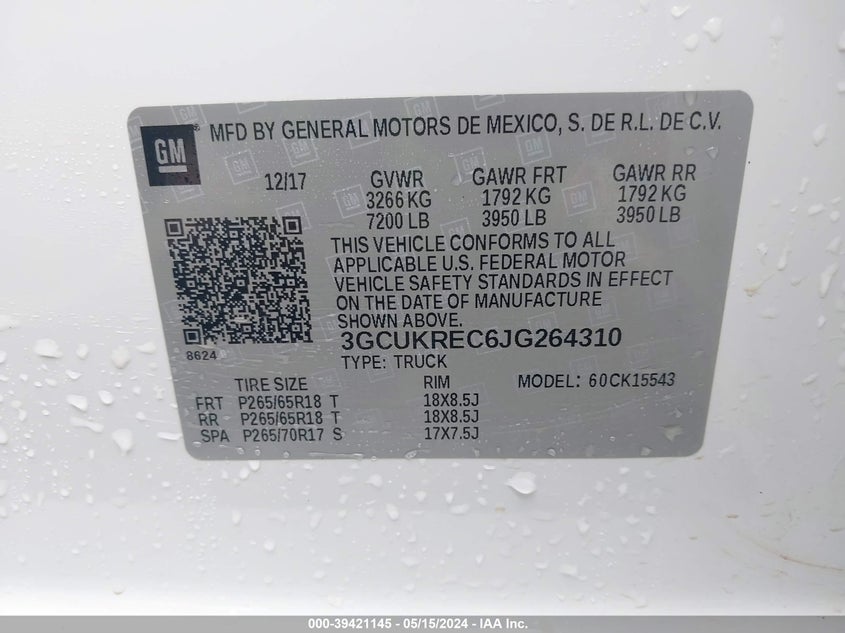 GM ® MFD BY GENERAL MOTORS DE MEXICO, S. DE R.L. DE C.V.
12/17 GVWR GAWR FRT GAWR RR
3266 KG 1792 KG 1792 KG
7200 LB 3950 LB 3950 LB
THIS VEHICLE CONFORMS TO ALL
APPLICABLE U.S. FEDERAL MOTOR
VEHICLE SAFETY STANDARDS IN EFFECT
ON THE DATE OF MANUFACTURE
SHOWN ABOVE.
3GCUKREC6JG264310
8624
TYPE: TRUCK
TIRE SIZE RIM MODEL: 60CK15543
FRT P265/65R18 T 18X8.5J
RR P265/65R18 T 18X8.5J
SPA P265/70R17 S 17X7.5J
000-39421145 - 05/15/2024 - IAA Inc.